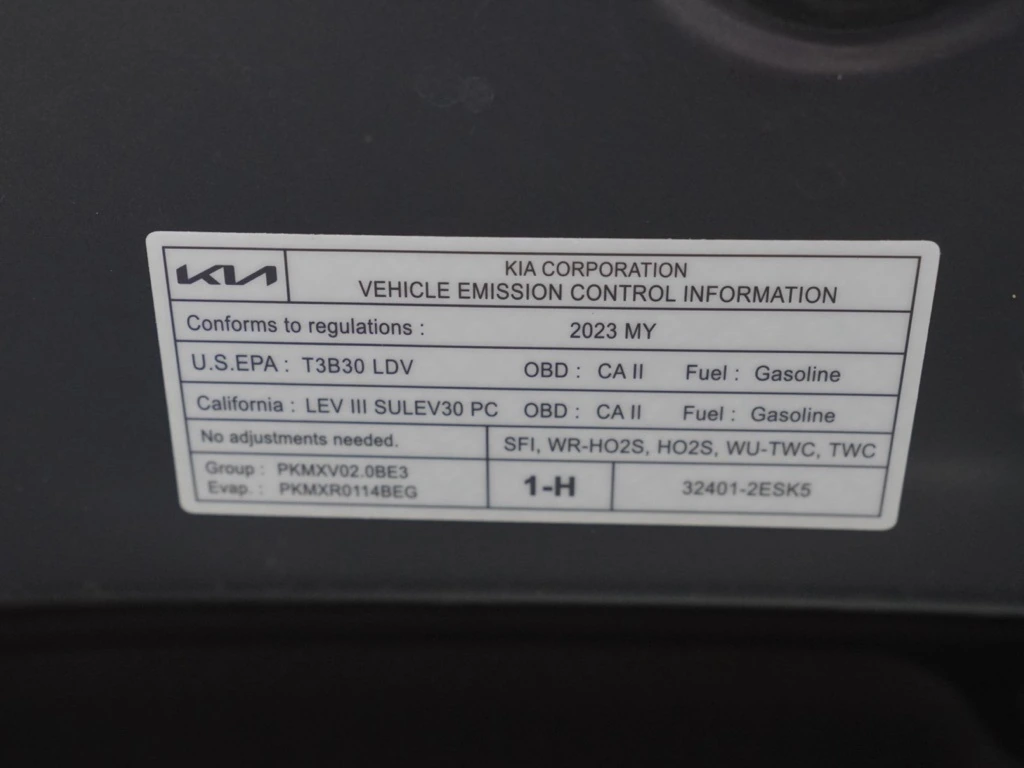 KIA
KIA CORPORATION
VEHICLE EMISSION CONTROL INFORMATION
Conforms to regulations : 2023 MY
U.S.EPA : T3B30 LDV OBD : CA II Fuel : Gasoline
California : LEV III SULEV30 PC OBD : CA II Fuel : Gasoline
No adjustments needed. SFI, WR-HO2S, HO2S, WU-TWC, TWC
Group : PKMXV02.0BE3
Evap. : PKMXR0114BEG
1-H 32401-2ESK5